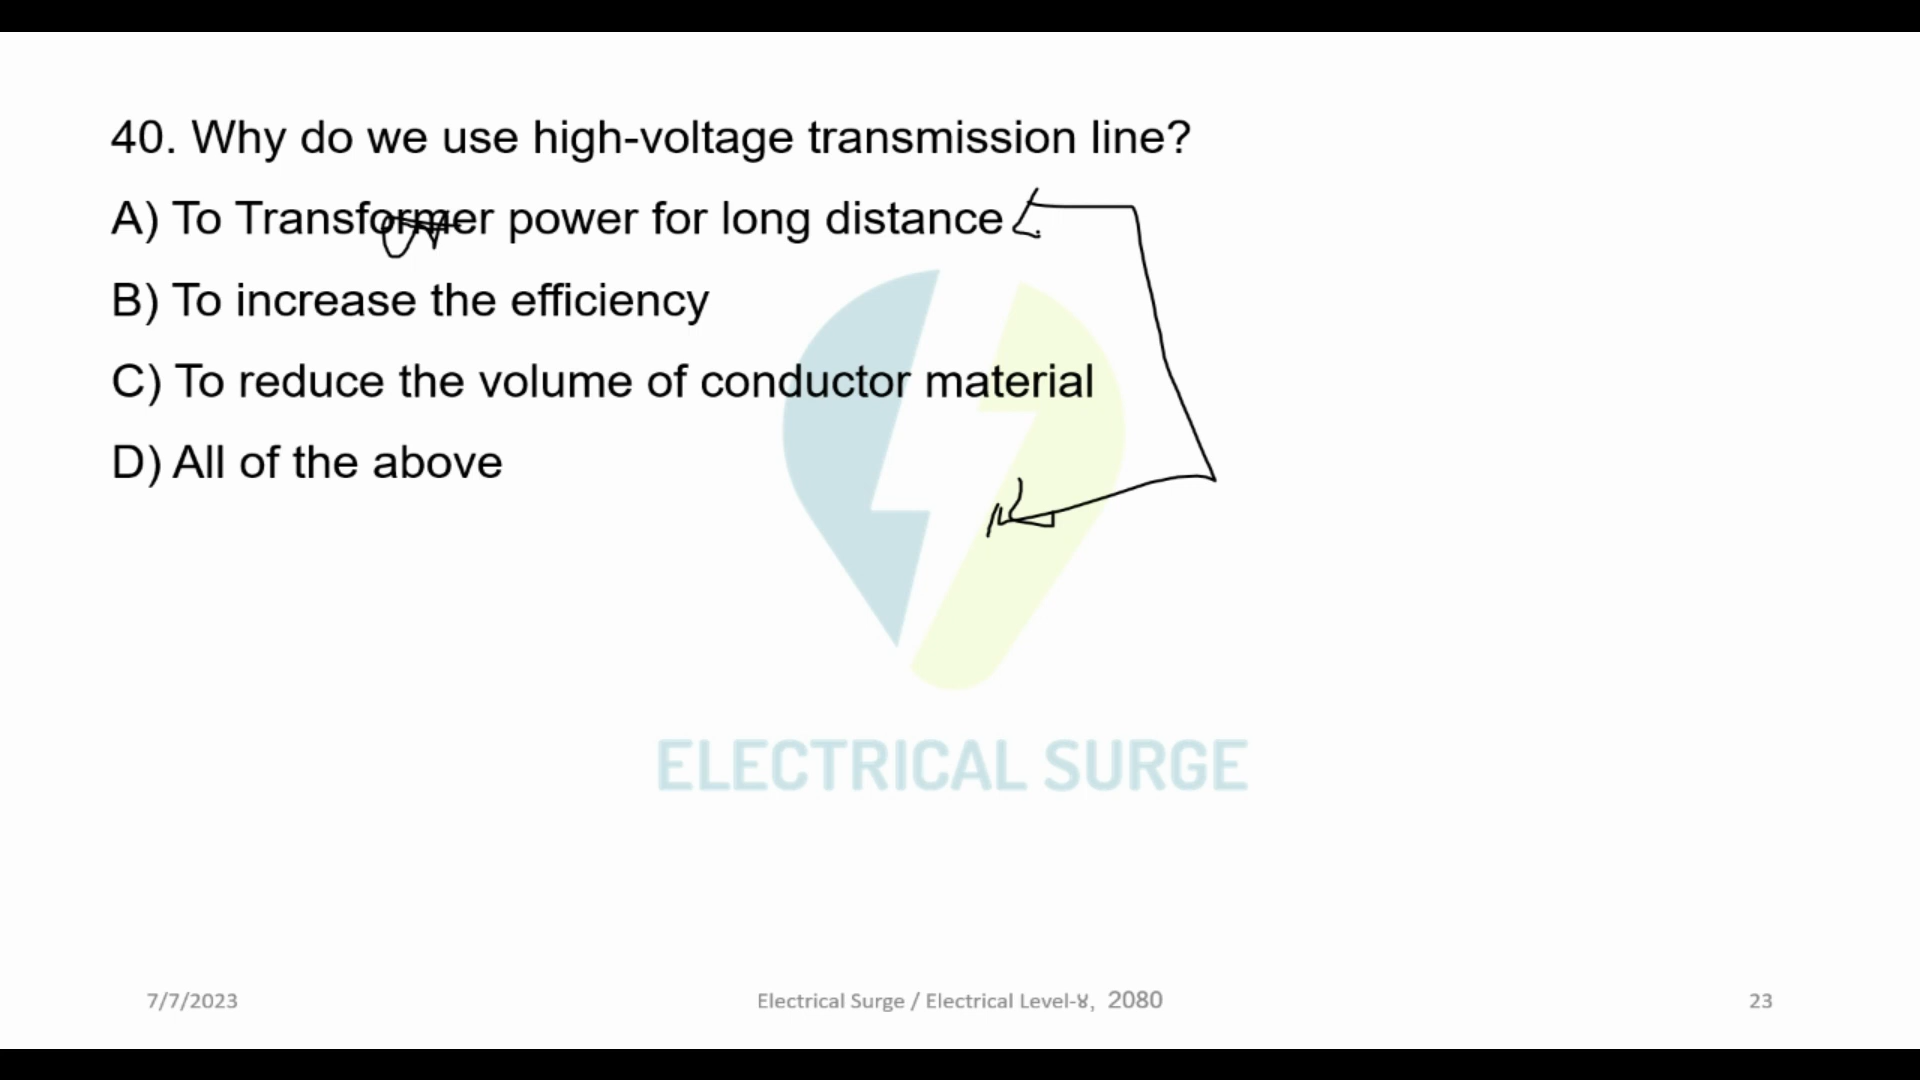 40. Why do we use high-voltage transmission line?
A) To Transformer power for long distance
B) To increase the efficiency
C) To reduce the volume of conductor material
D) All of the above
ELECTRICAL SURGE
7/7/2023 Electrical Surge / Electrical Level-४, 2080 23